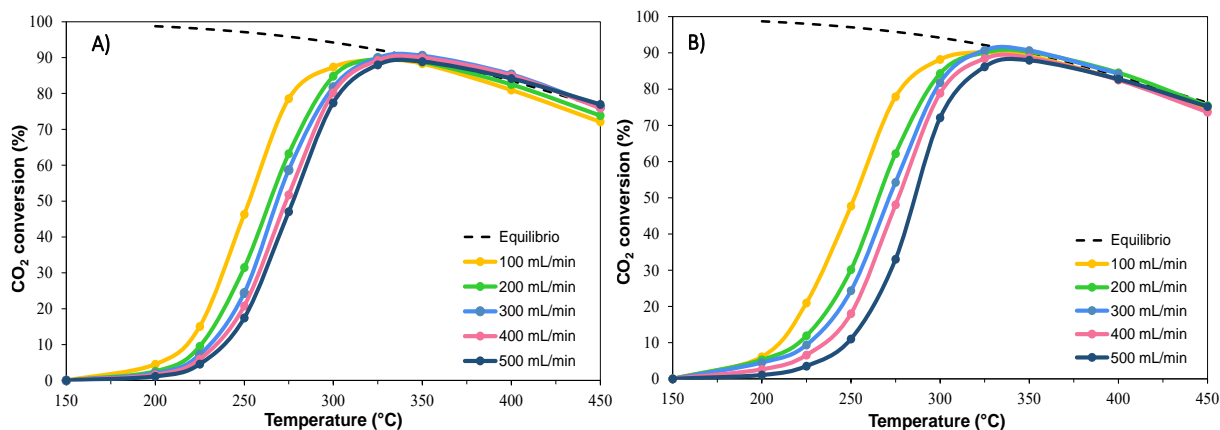 A)
CO₂ conversion (%)
100
90
80
70
60
50
40
30
20
10
0
150
200
250
300
350
400
450
Temperature (°C)
Equilibrio
100 mL/min
200 mL/min
300 mL/min
400 mL/min
500 mL/min
B)
CO₂ conversion (%)
100
90
80
70
60
50
40
30
20
10
0
150
200
250
300
350
400
450
Temperature (°C)
Equilibrio
100 mL/min
200 mL/min
300 mL/min
400 mL/min
500 mL/min